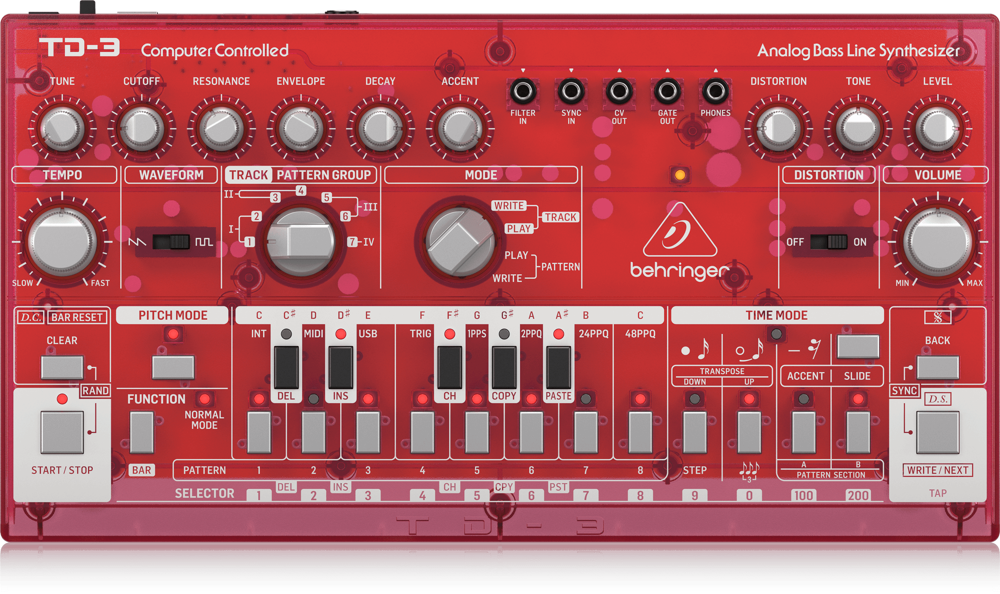 TD-3 Computer Controlled
Analog Bass Line Synthesizer
TUNE CUTOFF RESONANCE ENVELOPE DECAY ACCENT
FILTER IN
SYNC IN
CV OUT
GATE OUT
PHONES
DISTORTION TONE LEVEL
TEMPO WAVEFORM TRACK PATTERN GROUP MODE DISTORTION VOLUME
SLOW FAST
I II III IV
1 2 3 4 5 6 7
WRITE
PLAY
TRACK
PLAY
WRITE
PATTERN
behringer
OFF ON
MIN MAX
D.C. BAR RESET
CLEAR
RAND
START / STOP
PITCH MODE
FUNCTION
NORMAL MODE
BAR
C C♯ D D♯ E F F♯ G G♯ A A♯ B C
INT MIDI USB TRIG 1PPS 2PPQ 24PPQ 48PPQ
DEL INS CH COPY PASTE
TIME MODE
TRANSPOSE
DOWN UP
ACCENT SLIDE
BACK
SYNC
D.S.
WRITE / NEXT
TAP
PATTERN 1 2 3 4 5 6 7 8 STEP 3
A B
PATTERN SECTION
DEL INS CH CPY PST
SELECTOR 1 2 3 4 5 6 7 8 9 0 100 200
TD-3